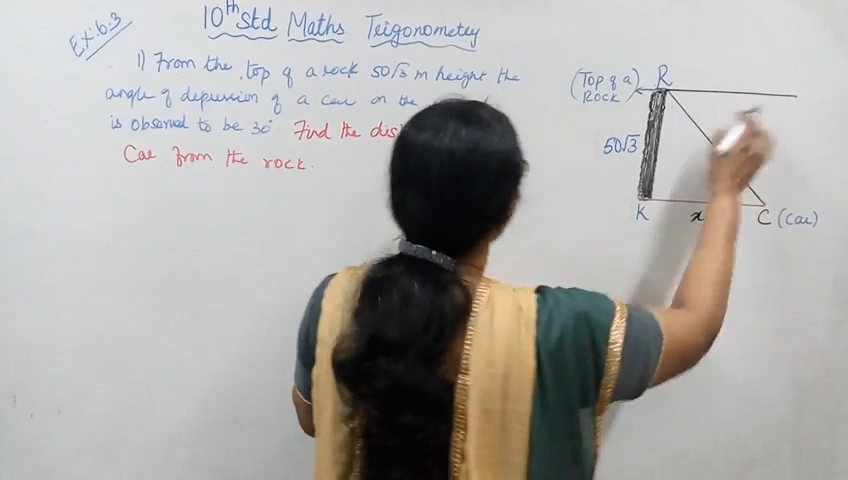 Ex:6.3
10th Std Maths Trigonometry
1) From the top of a rock 50√3 m height the
angle of depression of a car on the
is observed to be 30°. Find the dis
Car from the rock.
(Top of a)
Rock
R
50√3
K
x
C (Car)